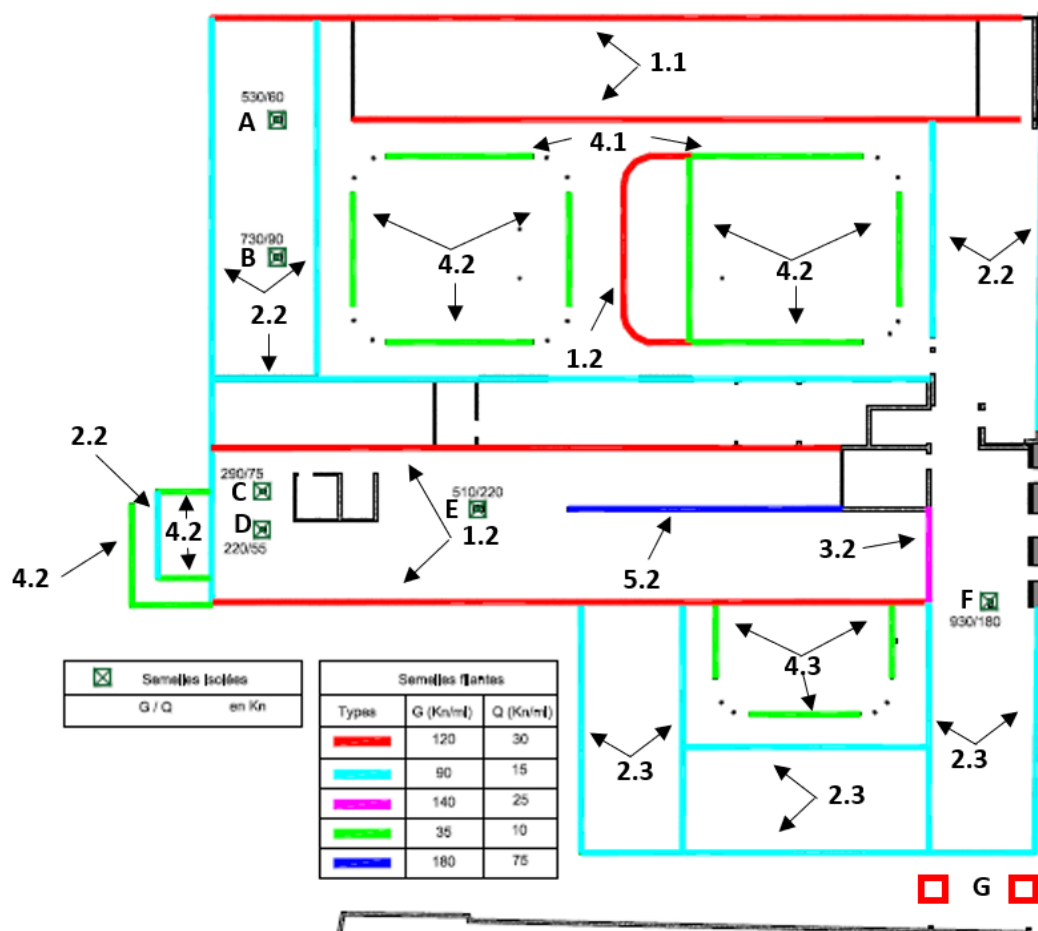 1.1
530/60
A
4.1
730/90
B
4.2
4.2
2.2
2.2
1.2
2.2
290/75
C
510/220
E
D
220/55
4.2
1.2
3.2
4.2
5.2
F
930/180
4.3
Semelles Isolées
G / Q en Kn
Semelles filantes
Types G (Kn/ml) Q (Kn/ml)
120 30
90 15
140 25
35 10
180 75
2.3
2.3
2.3
G